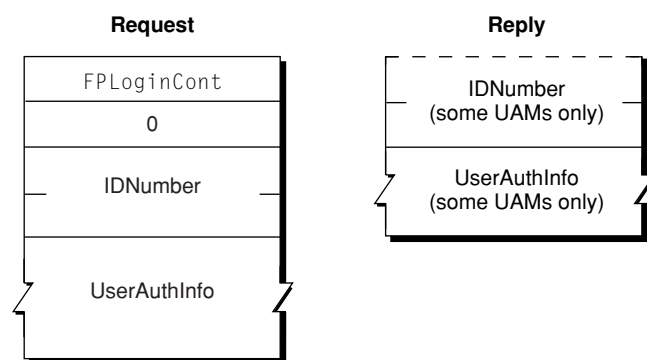 Request
FPLoginCont
0
IDNumber
UserAuthInfo
Reply
IDNumber
(some UAMs only)
UserAuthInfo
(some UAMs only)